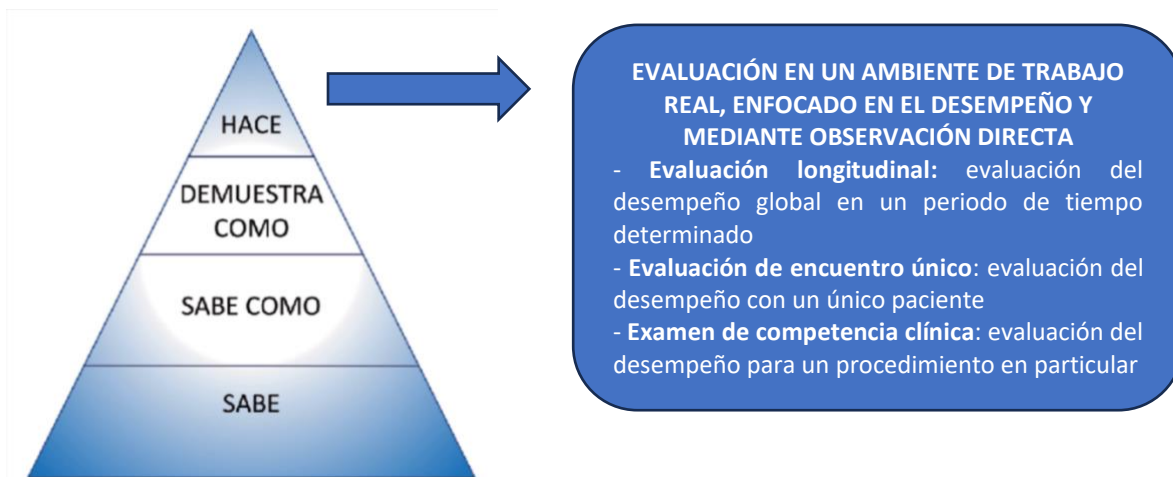 HACE
DEMUESTRA
COMO
SABE COMO
SABE
EVALUACIÓN EN UN AMBIENTE DE TRABAJO
REAL, ENFOCADO EN EL DESEMPEÑO Y
MEDIANTE OBSERVACIÓN DIRECTA
- Evaluación longitudinal: evaluación del
desempeño global en un periodo de tiempo
determinado
- Evaluación de encuentro único: evaluación del
desempeño con un único paciente
- Examen de competencia clínica: evaluación del
desempeño para un procedimiento en particular